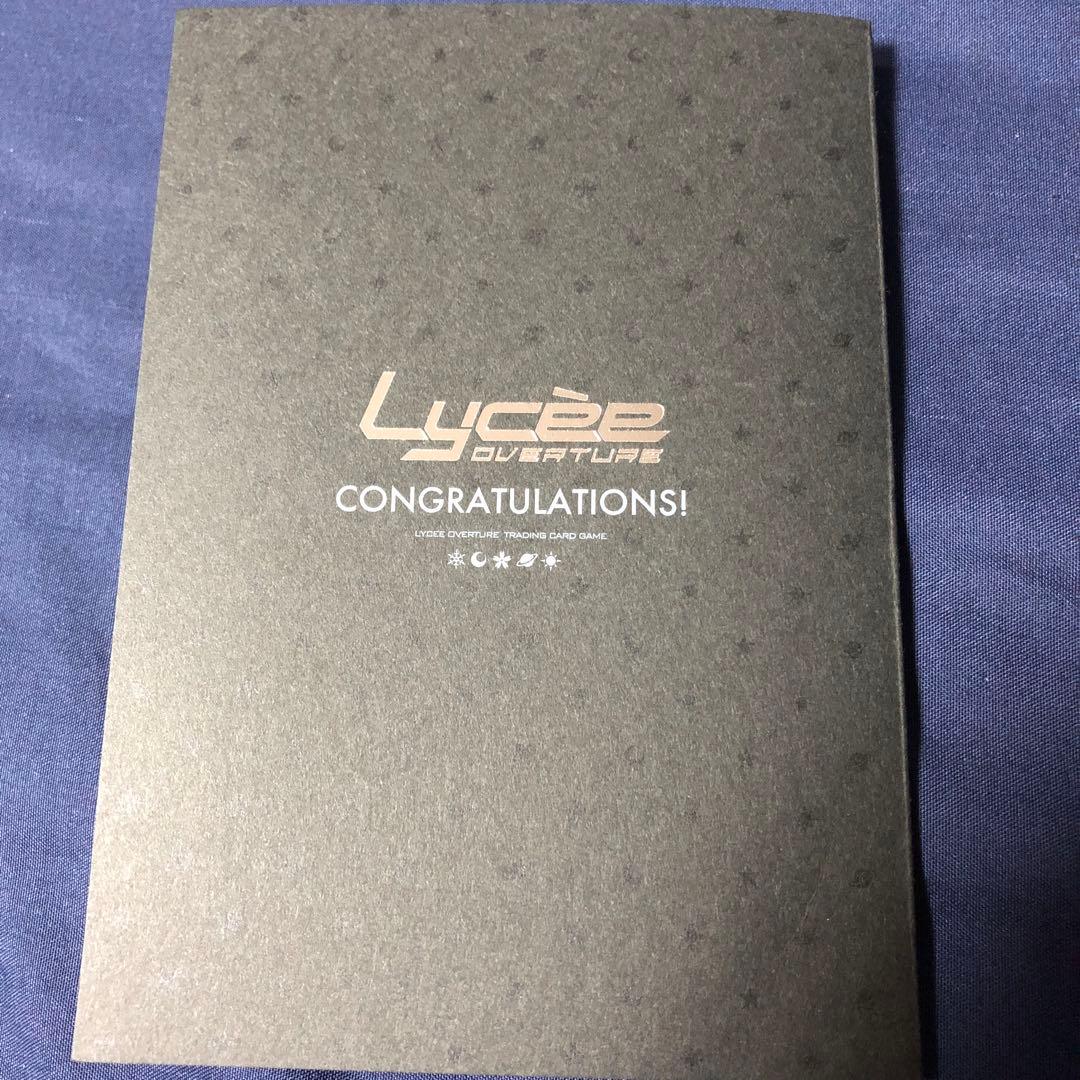 Lycèe
OVERTURE
CONGRATULATIONS!
LYCEE OVERTURE TRADING CARD GAME